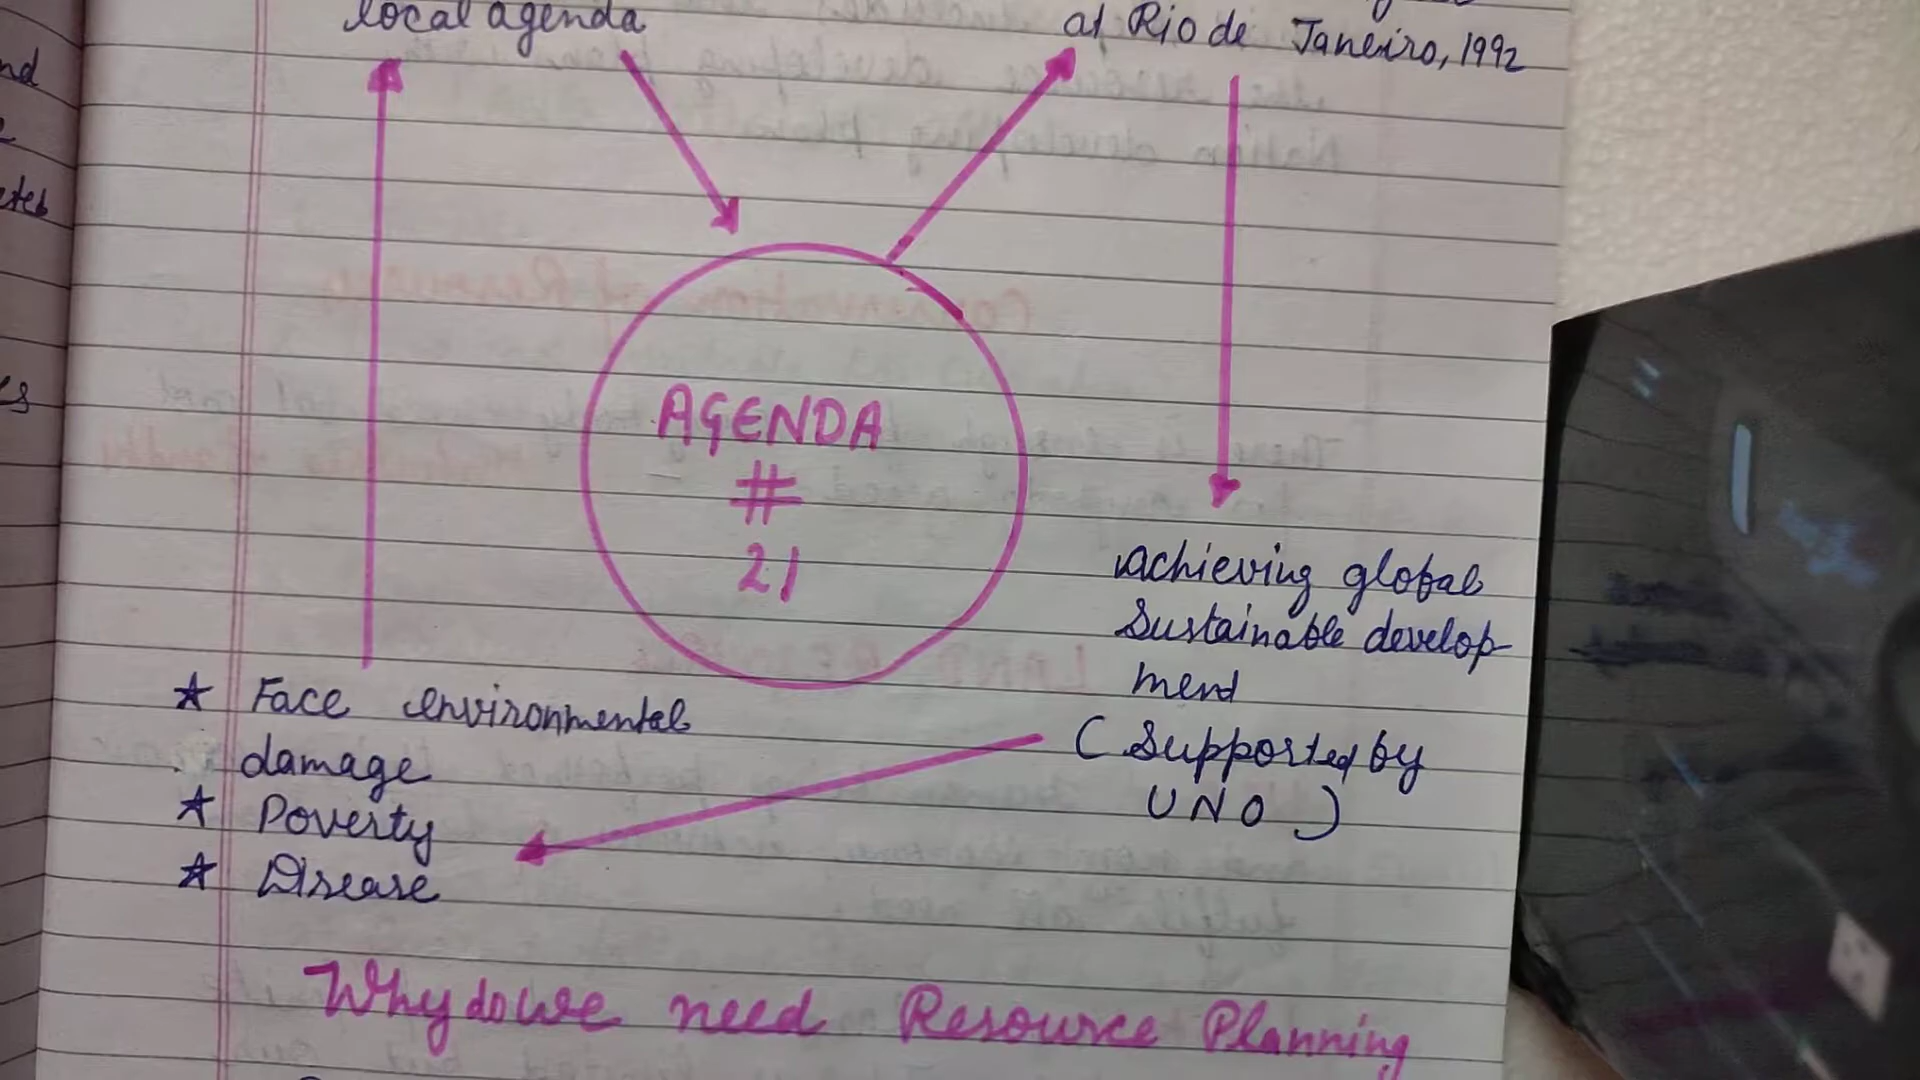 local agenda
at Rio de Janeiro, 1992
AGENDA
#
21
achieving global
Sustainable develop
ment
(Supported by
UNO)
★ Face environmental
damage
★ Poverty
★ Disease
Why do we need Resource Planning